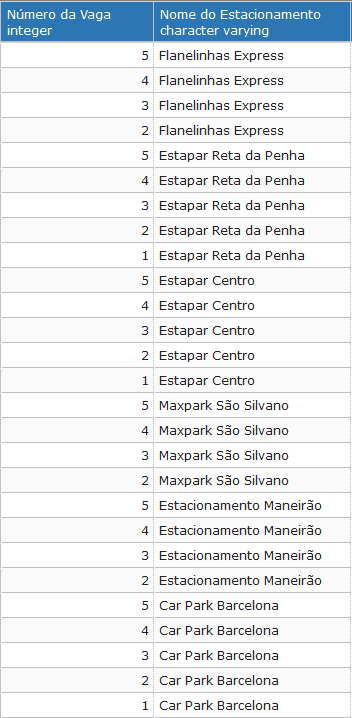 Número da Vaga Nome do Estacionamento
integer character varying
5 Flanelinhas Express
4 Flanelinhas Express
3 Flanelinhas Express
2 Flanelinhas Express
5 Estapar Reta da Penha
4 Estapar Reta da Penha
3 Estapar Reta da Penha
2 Estapar Reta da Penha
1 Estapar Reta da Penha
5 Estapar Centro
4 Estapar Centro
3 Estapar Centro
2 Estapar Centro
1 Estapar Centro
5 Maxpark São Silvano
4 Maxpark São Silvano
3 Maxpark São Silvano
2 Maxpark São Silvano
5 Estacionamento Maneirão
4 Estacionamento Maneirão
3 Estacionamento Maneirão
2 Estacionamento Maneirão
5 Car Park Barcelona
4 Car Park Barcelona
3 Car Park Barcelona
2 Car Park Barcelona
1 Car Park Barcelona